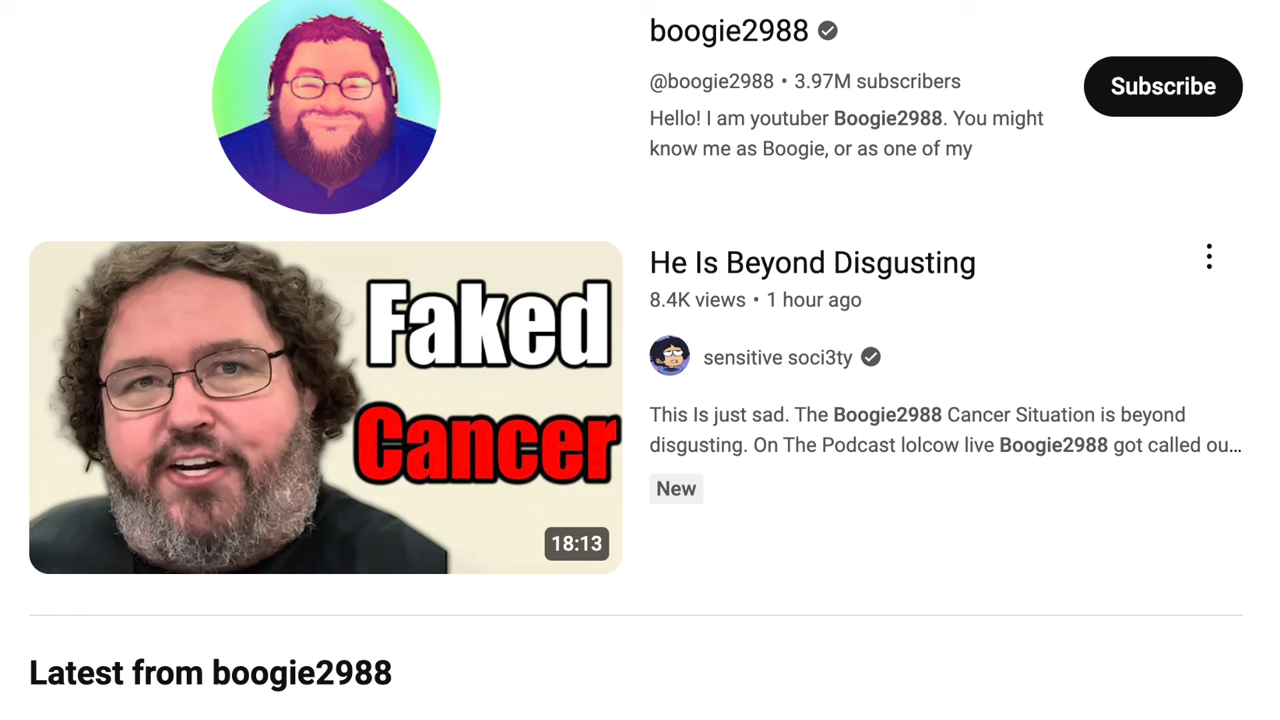 boogie2988
@boogie2988 • 3.97M subscribers
Subscribe
Hello! I am youtuber Boogie2988. You might
know me as Boogie, or as one of my
Faked
Cancer
18:13
He Is Beyond Disgusting
8.4K views • 1 hour ago
sensitive soci3ty
This Is just sad. The Boogie2988 Cancer Situation is beyond
disgusting. On The Podcast lolcow live Boogie2988 got called ou...
New
Latest from boogie2988